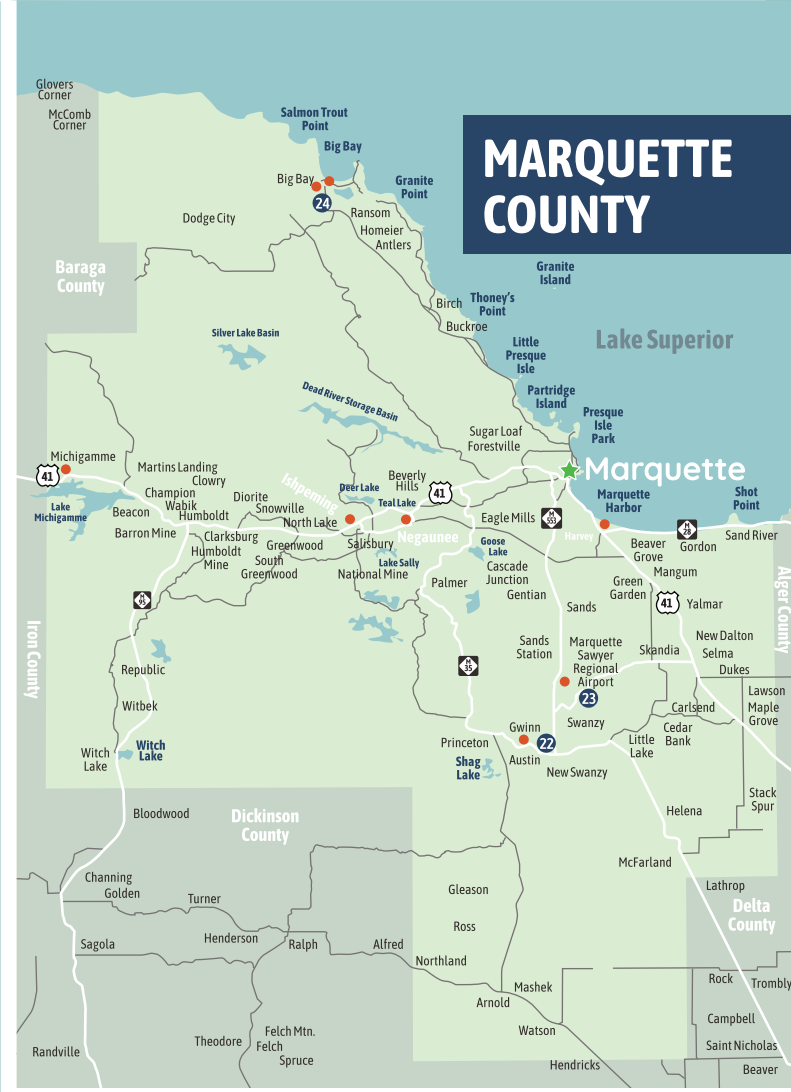 Glovers
Corner
McComb
Corner
Salmon Trout
Point
Big Bay
MARQUETTE
COUNTY
Big Bay
24
Granite
Point
Dodge City
Ransom
Homeier
Antlers
Baraga
County
Granite
Island
Birch
Thoney's
Point
Buckroe
Silver Lake Basin
Little
Presque
Isle
Lake Superior
Dead River Storage Basin
Partridge
Island
Presque
Isle
Park
Sugar Loaf
Forestville
Michigamme
41
Martins Landing
Clowry
Beverly
Hills
Marquette
Ishpeming
Deer Lake
41
Champion
Wabik
Humboldt
Diorite
Snowville
North Lake
Teal Lake
Marquette
Harbor
Shot
Point
Lake
Michigamme
Beacon
Barron Mine
Eagle Mills
M
553
M
28
Negaunee
Harvey
Sand River
Clarksburg
Humboldt
Mine
Greenwood
South
Greenwood
Salisbury
Goose
Lake
Beaver
Grove
Gordon
Lake Sally
National Mine
Cascade
Junction
Mangum
Palmer
Gentian
Green
Garden
Alger County
M
95
Sands
41
Yalmar
Iron County
New Dalton
Selma
Dukes
Sands
Station
Marquette
Sawyer
Regional
Airport
Skandia
M
35
Republic
23
Lawson
Maple
Grove
Witbek
Carlsend
Swanzy
Gwinn
Cedar
Bank
Princeton
22
Little
Lake
Witch
Lake
Witch
Lake
Austin
Shag
Lake
New Swanzy
Stack
Spur
Bloodwood
Dickinson
County
Helena
McFarland
Channing
Golden
Turner
Gleason
Lathrop
Delta
County
Ross
Sagola
Henderson
Ralph
Alfred
Northland
Rock
Trombly
Mashek
Arnold
Campbell
Watson
Theodore
Felch Mtn.
Felch
Spruce
Saint Nicholas
Randville
Hendricks
Beaver